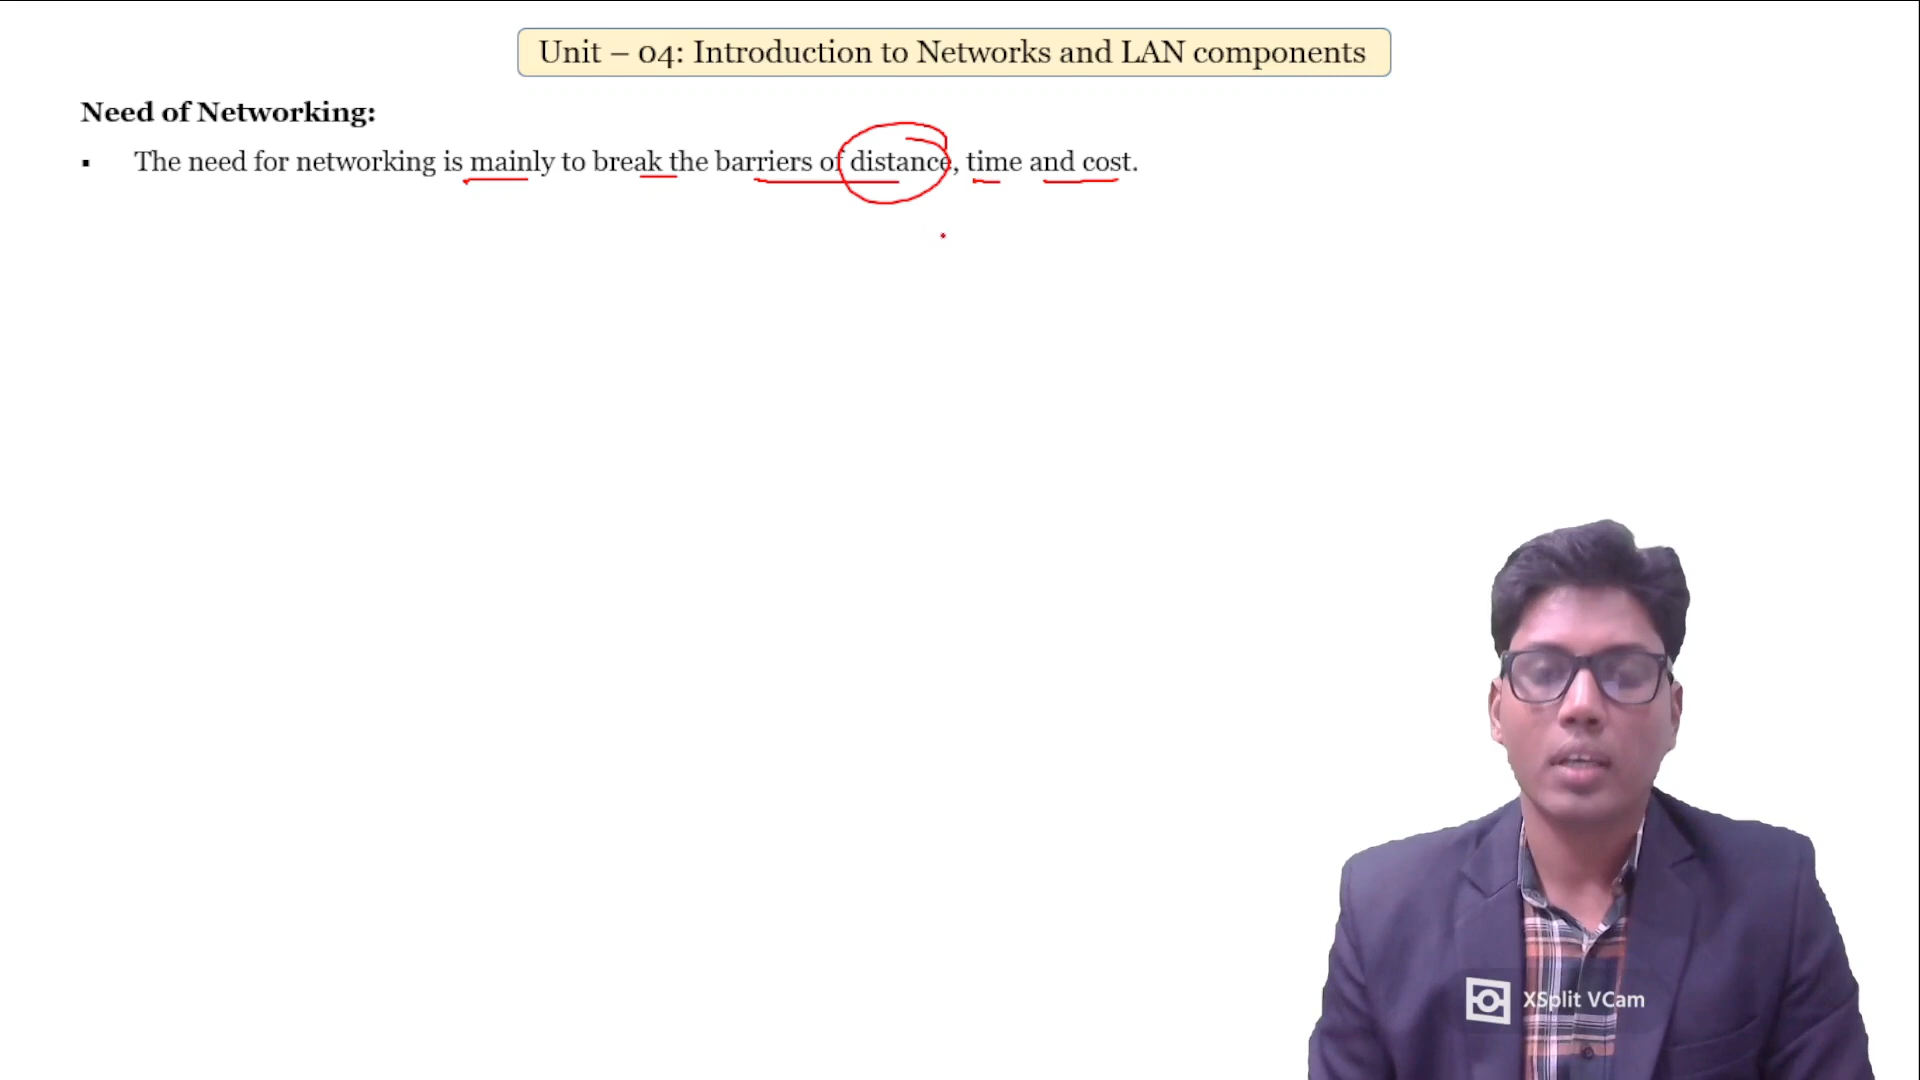 Unit – 04: Introduction to Networks and LAN components
Need of Networking:
▪ The need for networking is mainly to break the barriers of distance, time and cost.
XSplit VCam